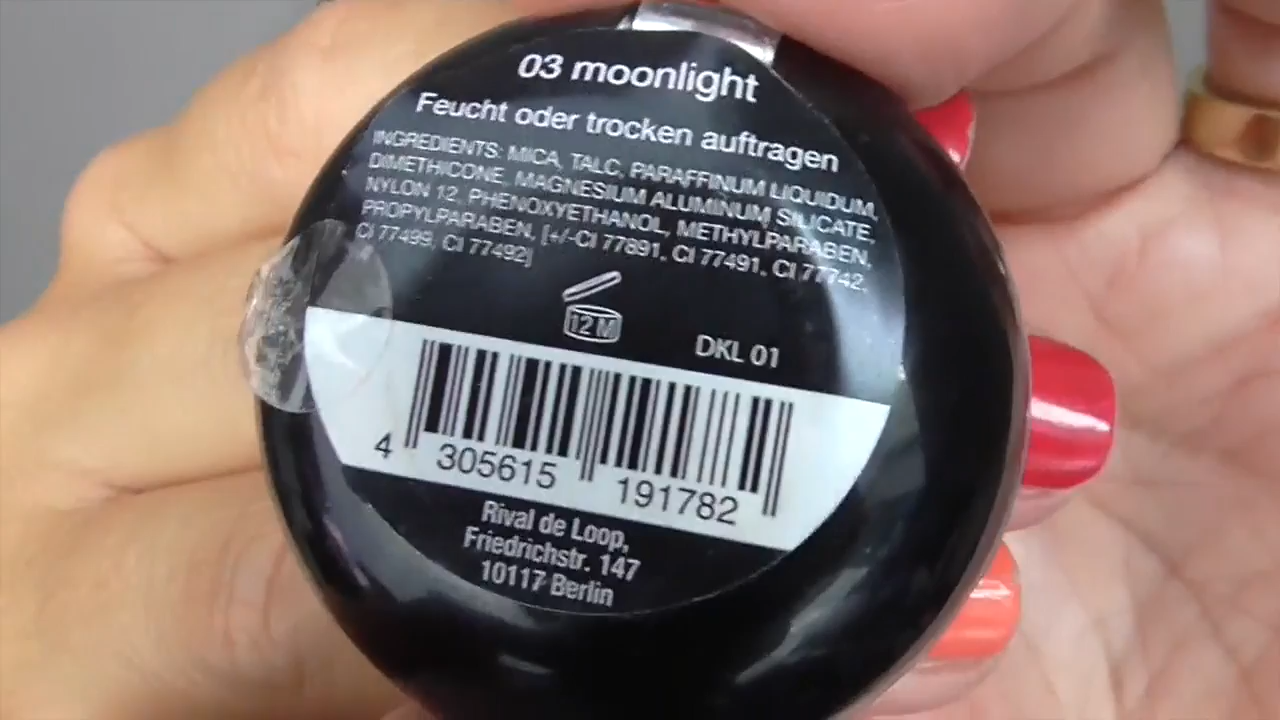 03 moonlight
Feucht oder trocken auftragen
INGREDIENTS: MICA, TALC, PARAFFINUM LIQUIDUM,
DIMETHICONE, MAGNESIUM ALUMINUM SILICATE,
NYLON 12, PHENOXYETHANOL, METHYLPARABEN,
PROPYLPARABEN, [+/-CI 77891, CI 77491, CI 77742,
CI 77499, CI 77492]
12 M
DKL 01
4 305615 191782
Rival de Loop,
Friedrichstr. 147
10117 Berlin